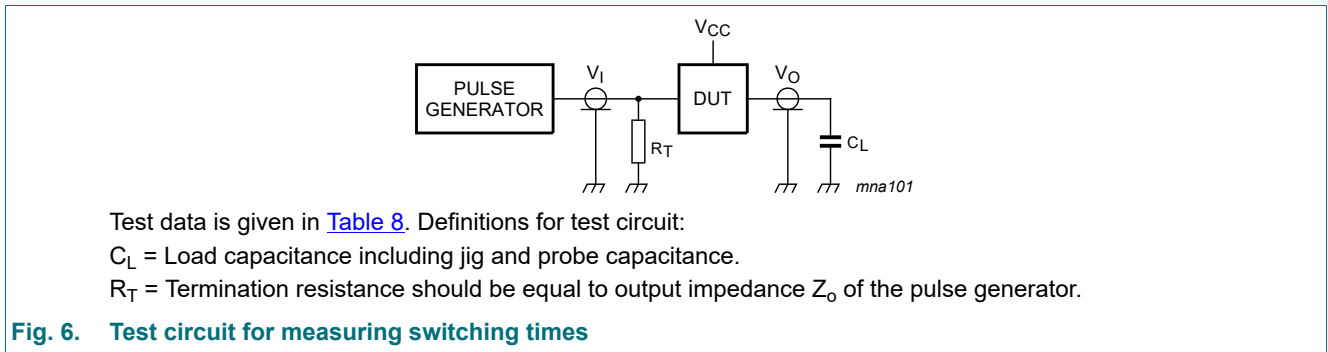 VCC
PULSE
GENERATOR
VI
DUT
VO
RT
CL
mna101
Test data is given in Table 8. Definitions for test circuit:
CL = Load capacitance including jig and probe capacitance.
RT = Termination resistance should be equal to output impedance Zo of the pulse generator.
Fig. 6. Test circuit for measuring switching times